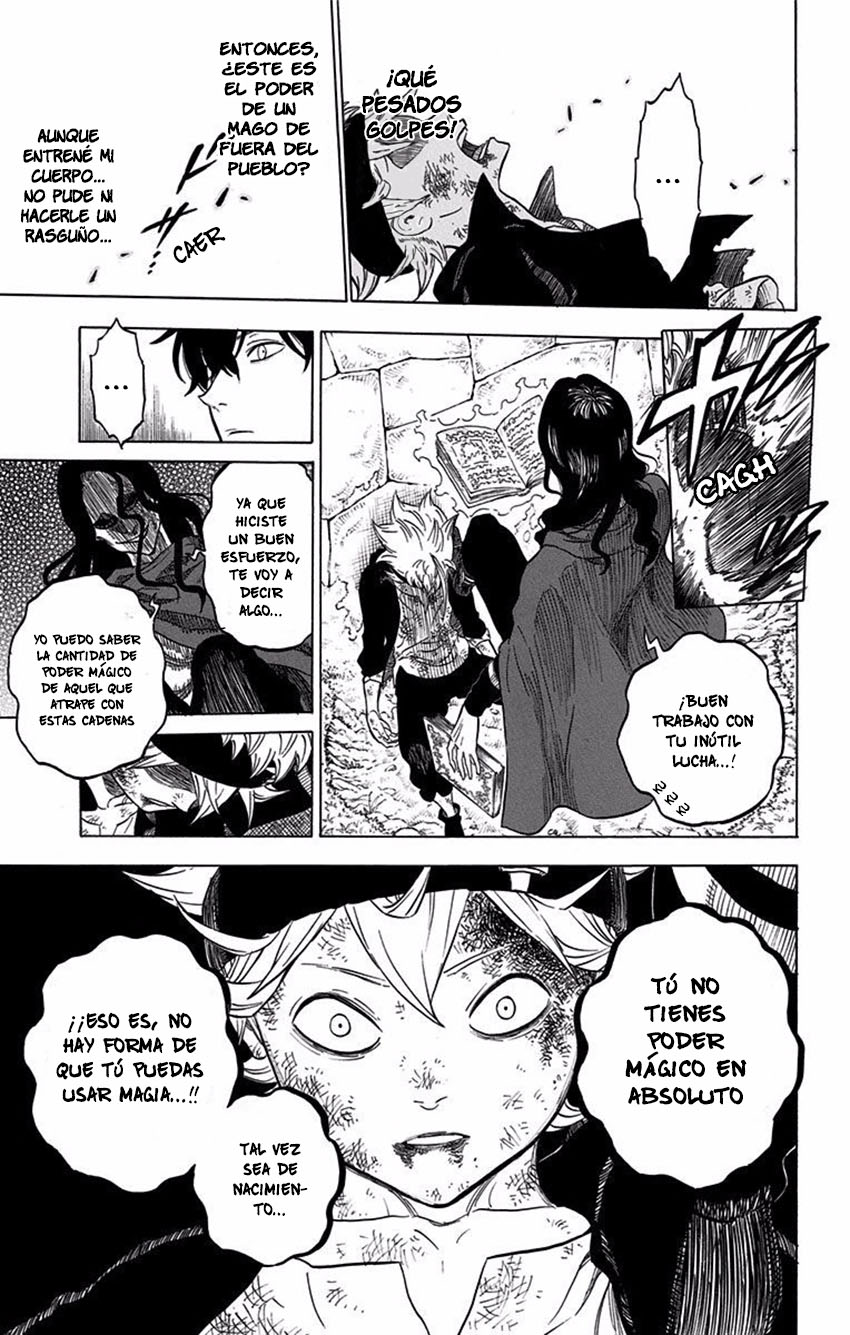 ...
¡QUÉ
PESADOS
GOLPES!
ENTONCES,
¿ESTE ES
EL PODER
DE UN
MAGO DE
FUERA DEL
PUEBLO?
AUNQUE
ENTRENÉ MI
CUERPO...
NO PUDE NI
HACERLE UN
RASGUÑO...
CAER
CAGH
¡BUEN
TRABAJO CON
TU INÚTIL
LUCHA...!
KU
KU
KU
...
YA QUE
HICISTE
UN BUEN
ESFUERZO,
TE VOY A
DECIR
ALGO...
YO PUEDO SABER
LA CANTIDAD DE
PODER MÁGICO
DE AQUEL QUE
ATRAPE CON
ESTAS CADENAS
TÚ NO
TIENES
PODER
MÁGICO EN
ABSOLUTO
TAL VEZ
SEA DE
NACIMIEN-
TO...
¡¡ESO ES, NO
HAY FORMA DE
QUE TÚ PUEDAS
USAR MAGIA...!!